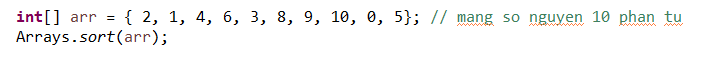 int[] arr = { 2, 1, 4, 6, 3, 8, 9, 10, 0, 5}; // mang so nguyen 10 phan tu
Arrays.sort(arr);